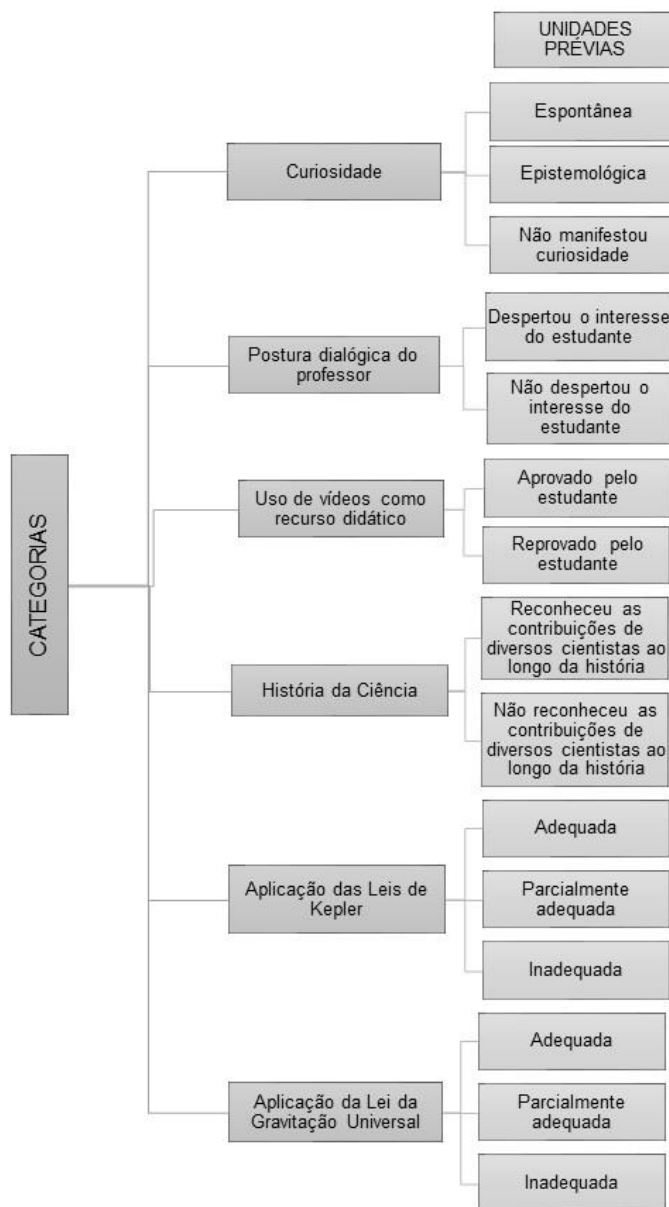 UNIDADES
PRÉVIAS
CATEGORIAS
Curiosidade
Espontânea
Epistemológica
Não manifestou
curiosidade
Postura dialógica do
professor
Despertou o interesse
do estudante
Não despertou o
interesse do
estudante
Uso de vídeos como
recurso didático
Aprovado pelo
estudante
Reprovado pelo
estudante
História da Ciência
Reconheceu as
contribuições de
diversos cientistas ao
longo da história
Não reconheceu as
contribuições de
diversos cientistas ao
longo da história
Aplicação das Leis de
Kepler
Adequada
Parcialmente
adequada
Inadequada
Aplicação da Lei da
Gravitação Universal
Adequada
Parcialmente
adequada
Inadequada